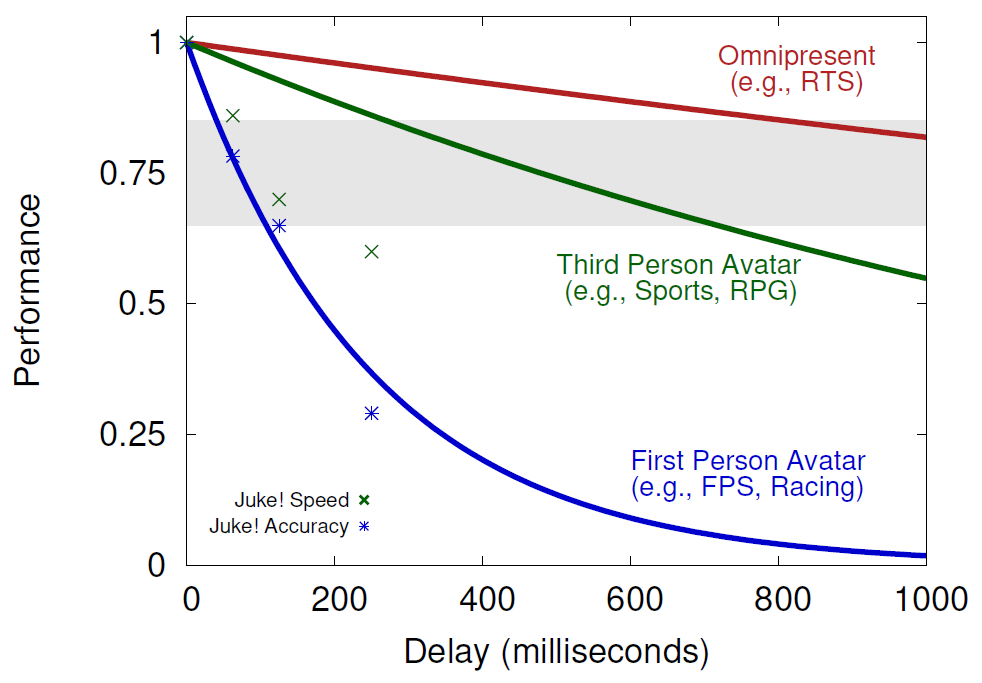 1
Omnipresent
(e.g., RTS)
0.75
Performance
Third Person Avatar
(e.g., Sports, RPG)
0.5
0.25
First Person Avatar
(e.g., FPS, Racing)
Juke! Speed
Juke! Accuracy
0
0 200 400 600 800 1000
Delay (milliseconds)